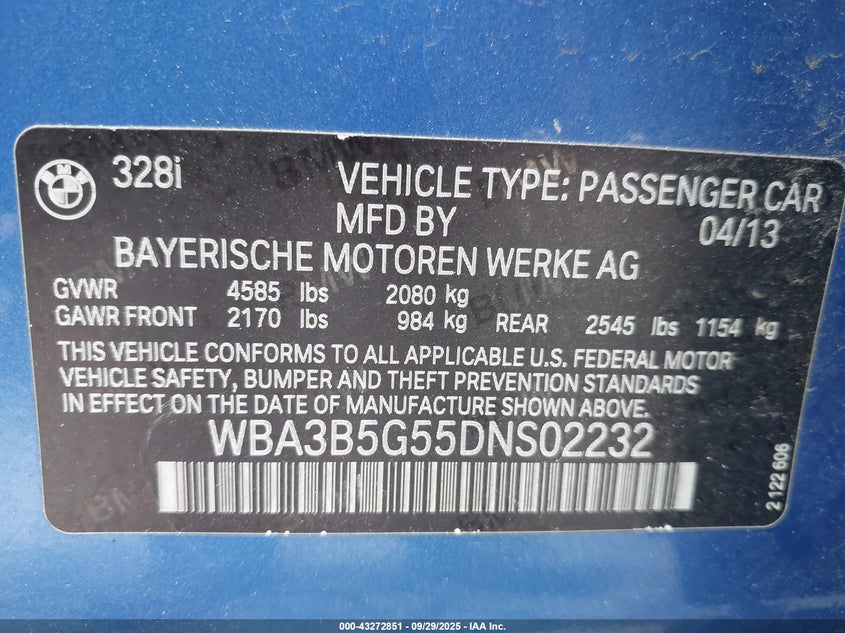 BMW 328i VEHICLE TYPE: PASSENGER CAR
MFD BY 04/13
BAYERISCHE MOTOREN WERKE AG
GVWR 4585 lbs 2080 kg
GAWR FRONT 2170 lbs 984 kg REAR 2545 lbs 1154 kg
THIS VEHICLE CONFORMS TO ALL APPLICABLE U.S. FEDERAL MOTOR
VEHICLE SAFETY, BUMPER AND THEFT PREVENTION STANDARDS
IN EFFECT ON THE DATE OF MANUFACTURE SHOWN ABOVE.
WBA3B5G55DNS02232
2 122 606
000-43272851 | 09/29/2025 - IAA Inc.